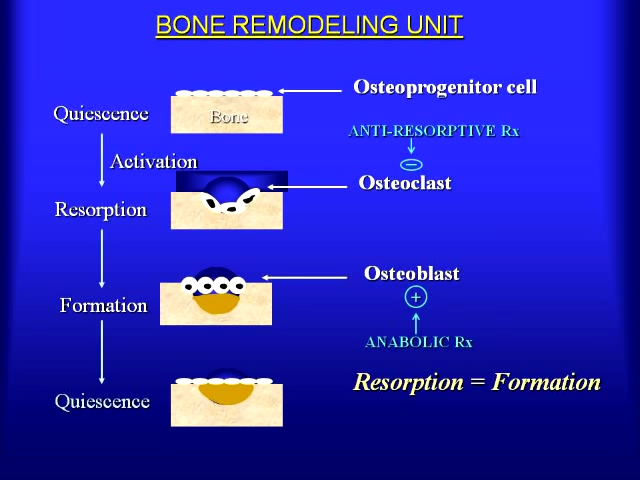 BONE REMODELING UNIT
Osteoprogenitor cell
Quiescence
Bone
ANTI-RESORPTIVE Rx
Activation
−
Osteoclast
Resorption
Osteoblast
+
Formation
ANABOLIC Rx
Resorption = Formation
Quiescence